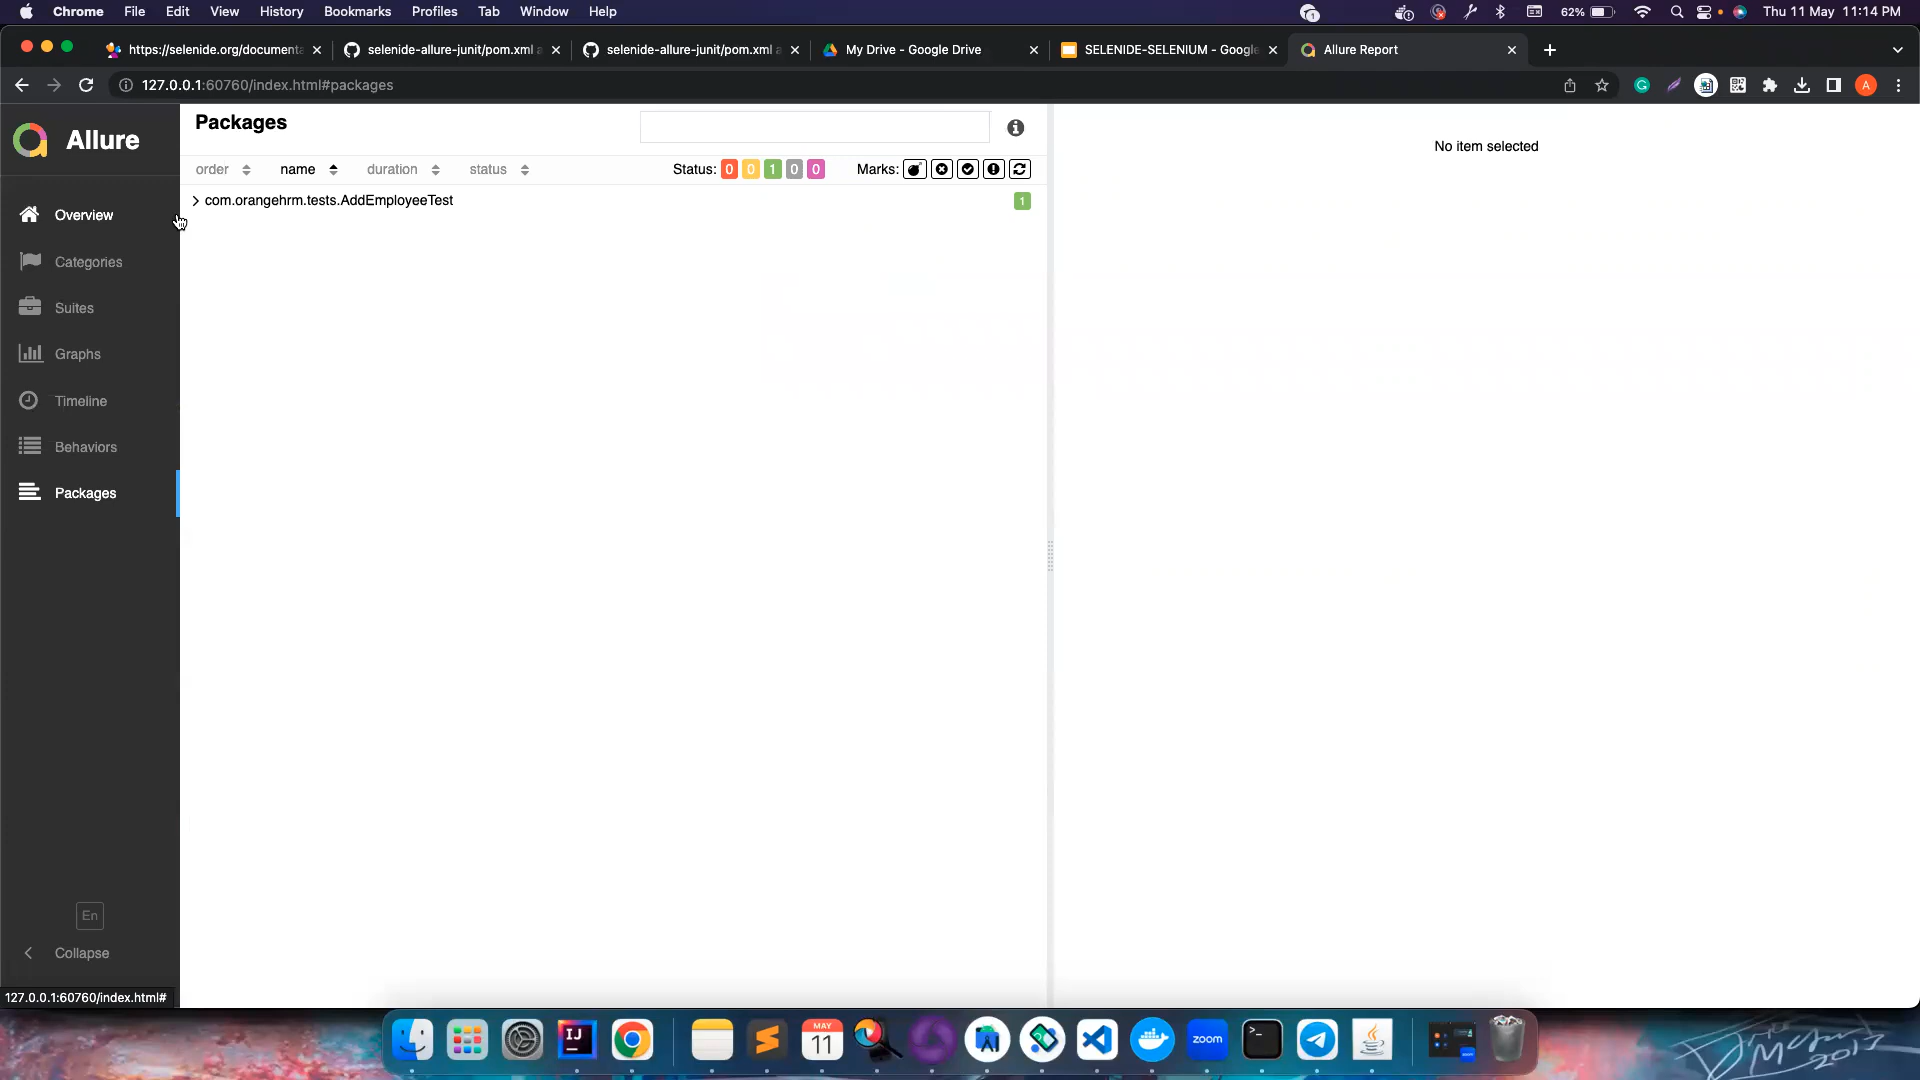 Chrome File Edit View History Bookmarks Profiles Tab Window Help 1 62% Thu 11 May 11:14 PM
https://selenide.org/documenta selenide-allure-junit/pom.xml a selenide-allure-junit/pom.xml a My Drive - Google Drive SELENIDE-SELENIUM - Google Allure Report
127.0.0.1:60760/index.html#packages A
Allure
Packages
No item selected
order name duration status Status: 0 0 1 0 0 Marks:
com.orangehrm.tests.AddEmployeeTest 1
Overview
Categories
Suites
Graphs
Timeline
Behaviors
Packages
En
Collapse
127.0.0.1:60760/index.html#
IJ
MAY
11
zoom
2017